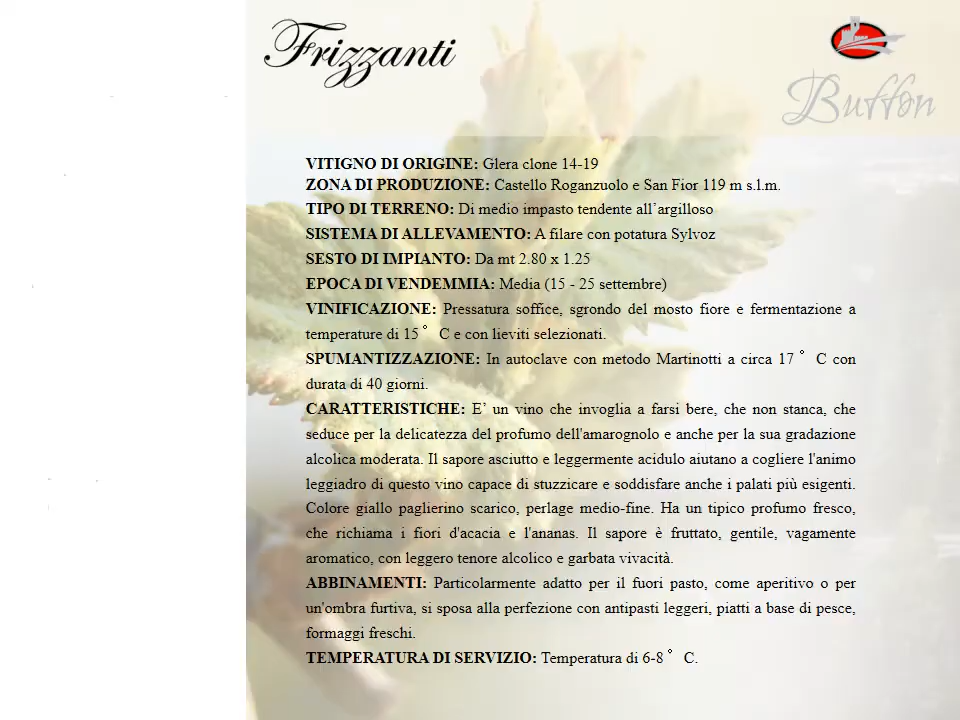 Frizzanti
Button
VITIGNO DI ORIGINE: Glera clone 14-19
ZONA DI PRODUZIONE: Castello Roganzuolo e San Fior 119 m s.l.m.
TIPO DI TERRENO: Di medio impasto tendente all’argilloso
SISTEMA DI ALLEVAMENTO: A filare con potatura Sylvoz
SESTO DI IMPIANTO: Da mt 2.80 x 1.25
EPOCA DI VENDEMMIA: Media (15 - 25 settembre)
VINIFICAZIONE: Pressatura soffice, sgrondo del mosto fiore e fermentazione a
temperature di 15° C e con lieviti selezionati.
SPUMANTIZZAZIONE: In autoclave con metodo Martinotti a circa 17 ° C con
durata di 40 giorni.
CARATTERISTICHE: E’ un vino che invoglia a farsi bere, che non stanca, che
seduce per la delicatezza del profumo dell'amarognolo e anche per la sua gradazione
alcolica moderata. Il sapore asciutto e leggermente acidulo aiutano a cogliere l'animo
leggiadro di questo vino capace di stuzzicare e soddisfare anche i palati più esigenti.
Colore giallo paglierino scarico, perlage medio-fine. Ha un tipico profumo fresco,
che richiama i fiori d'acacia e l'ananas. Il sapore è fruttato, gentile, vagamente
aromatico, con leggero tenore alcolico e garbata vivacità.
ABBINAMENTI: Particolarmente adatto per il fuori pasto, come aperitivo o per
un'ombra furtiva, si sposa alla perfezione con antipasti leggeri, piatti a base di pesce,
formaggi freschi.
TEMPERATURA DI SERVIZIO: Temperatura di 6-8° C.